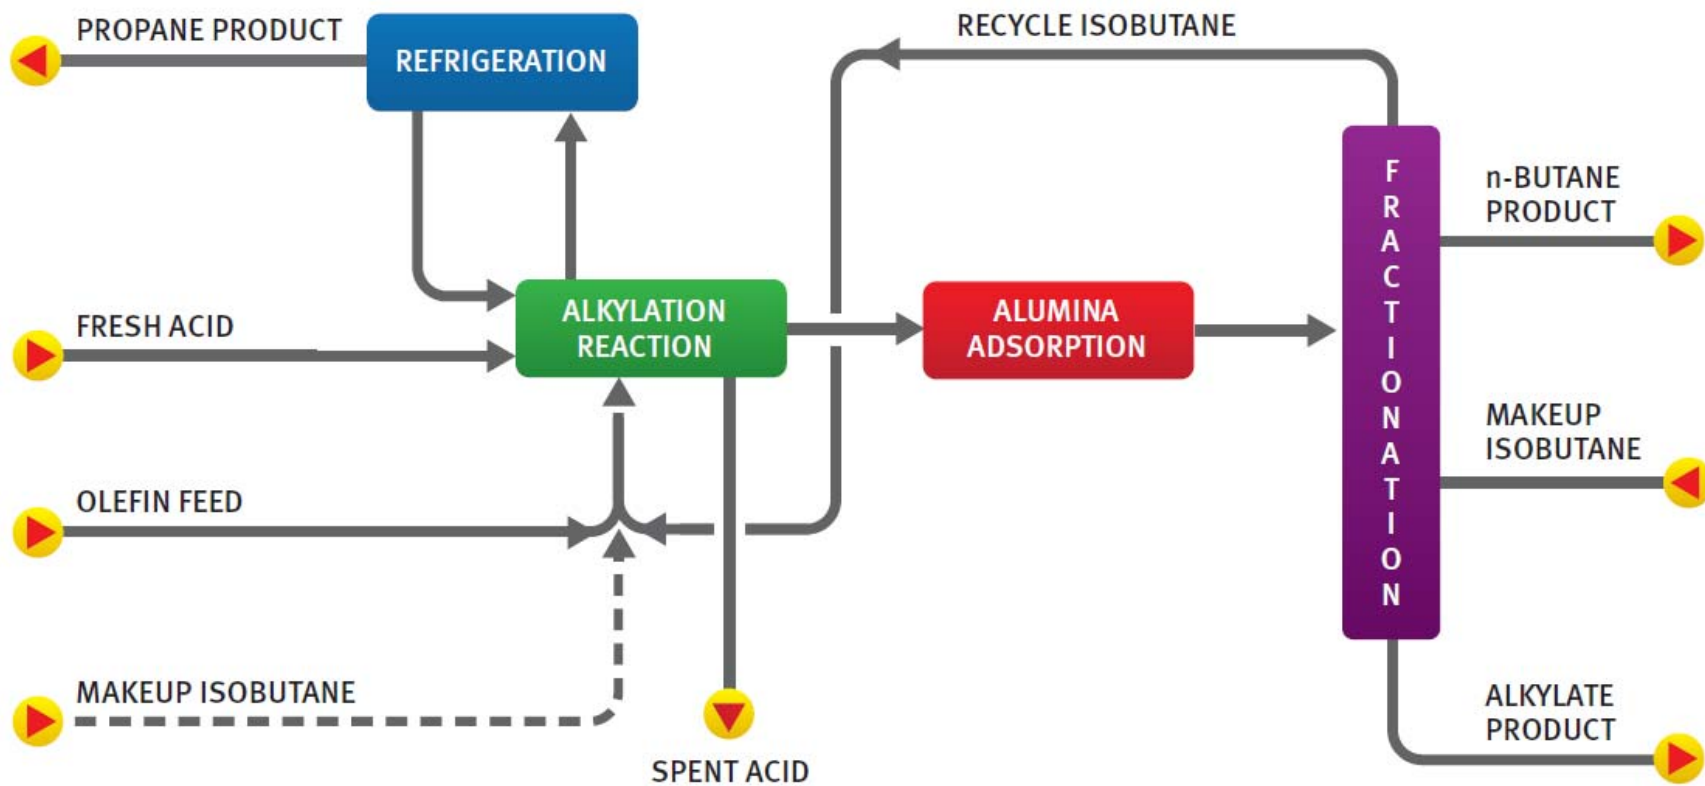 PROPANE PRODUCT
REFRIGERATION
RECYCLE ISOBUTANE
FRACTIONATION
n-BUTANE
PRODUCT
FRESH ACID
ALKYLATION
REACTION
ALUMINA
ADSORPTION
MAKEUP
ISOBUTANE
OLEFIN FEED
MAKEUP ISOBUTANE
SPENT ACID
ALKYLATE
PRODUCT